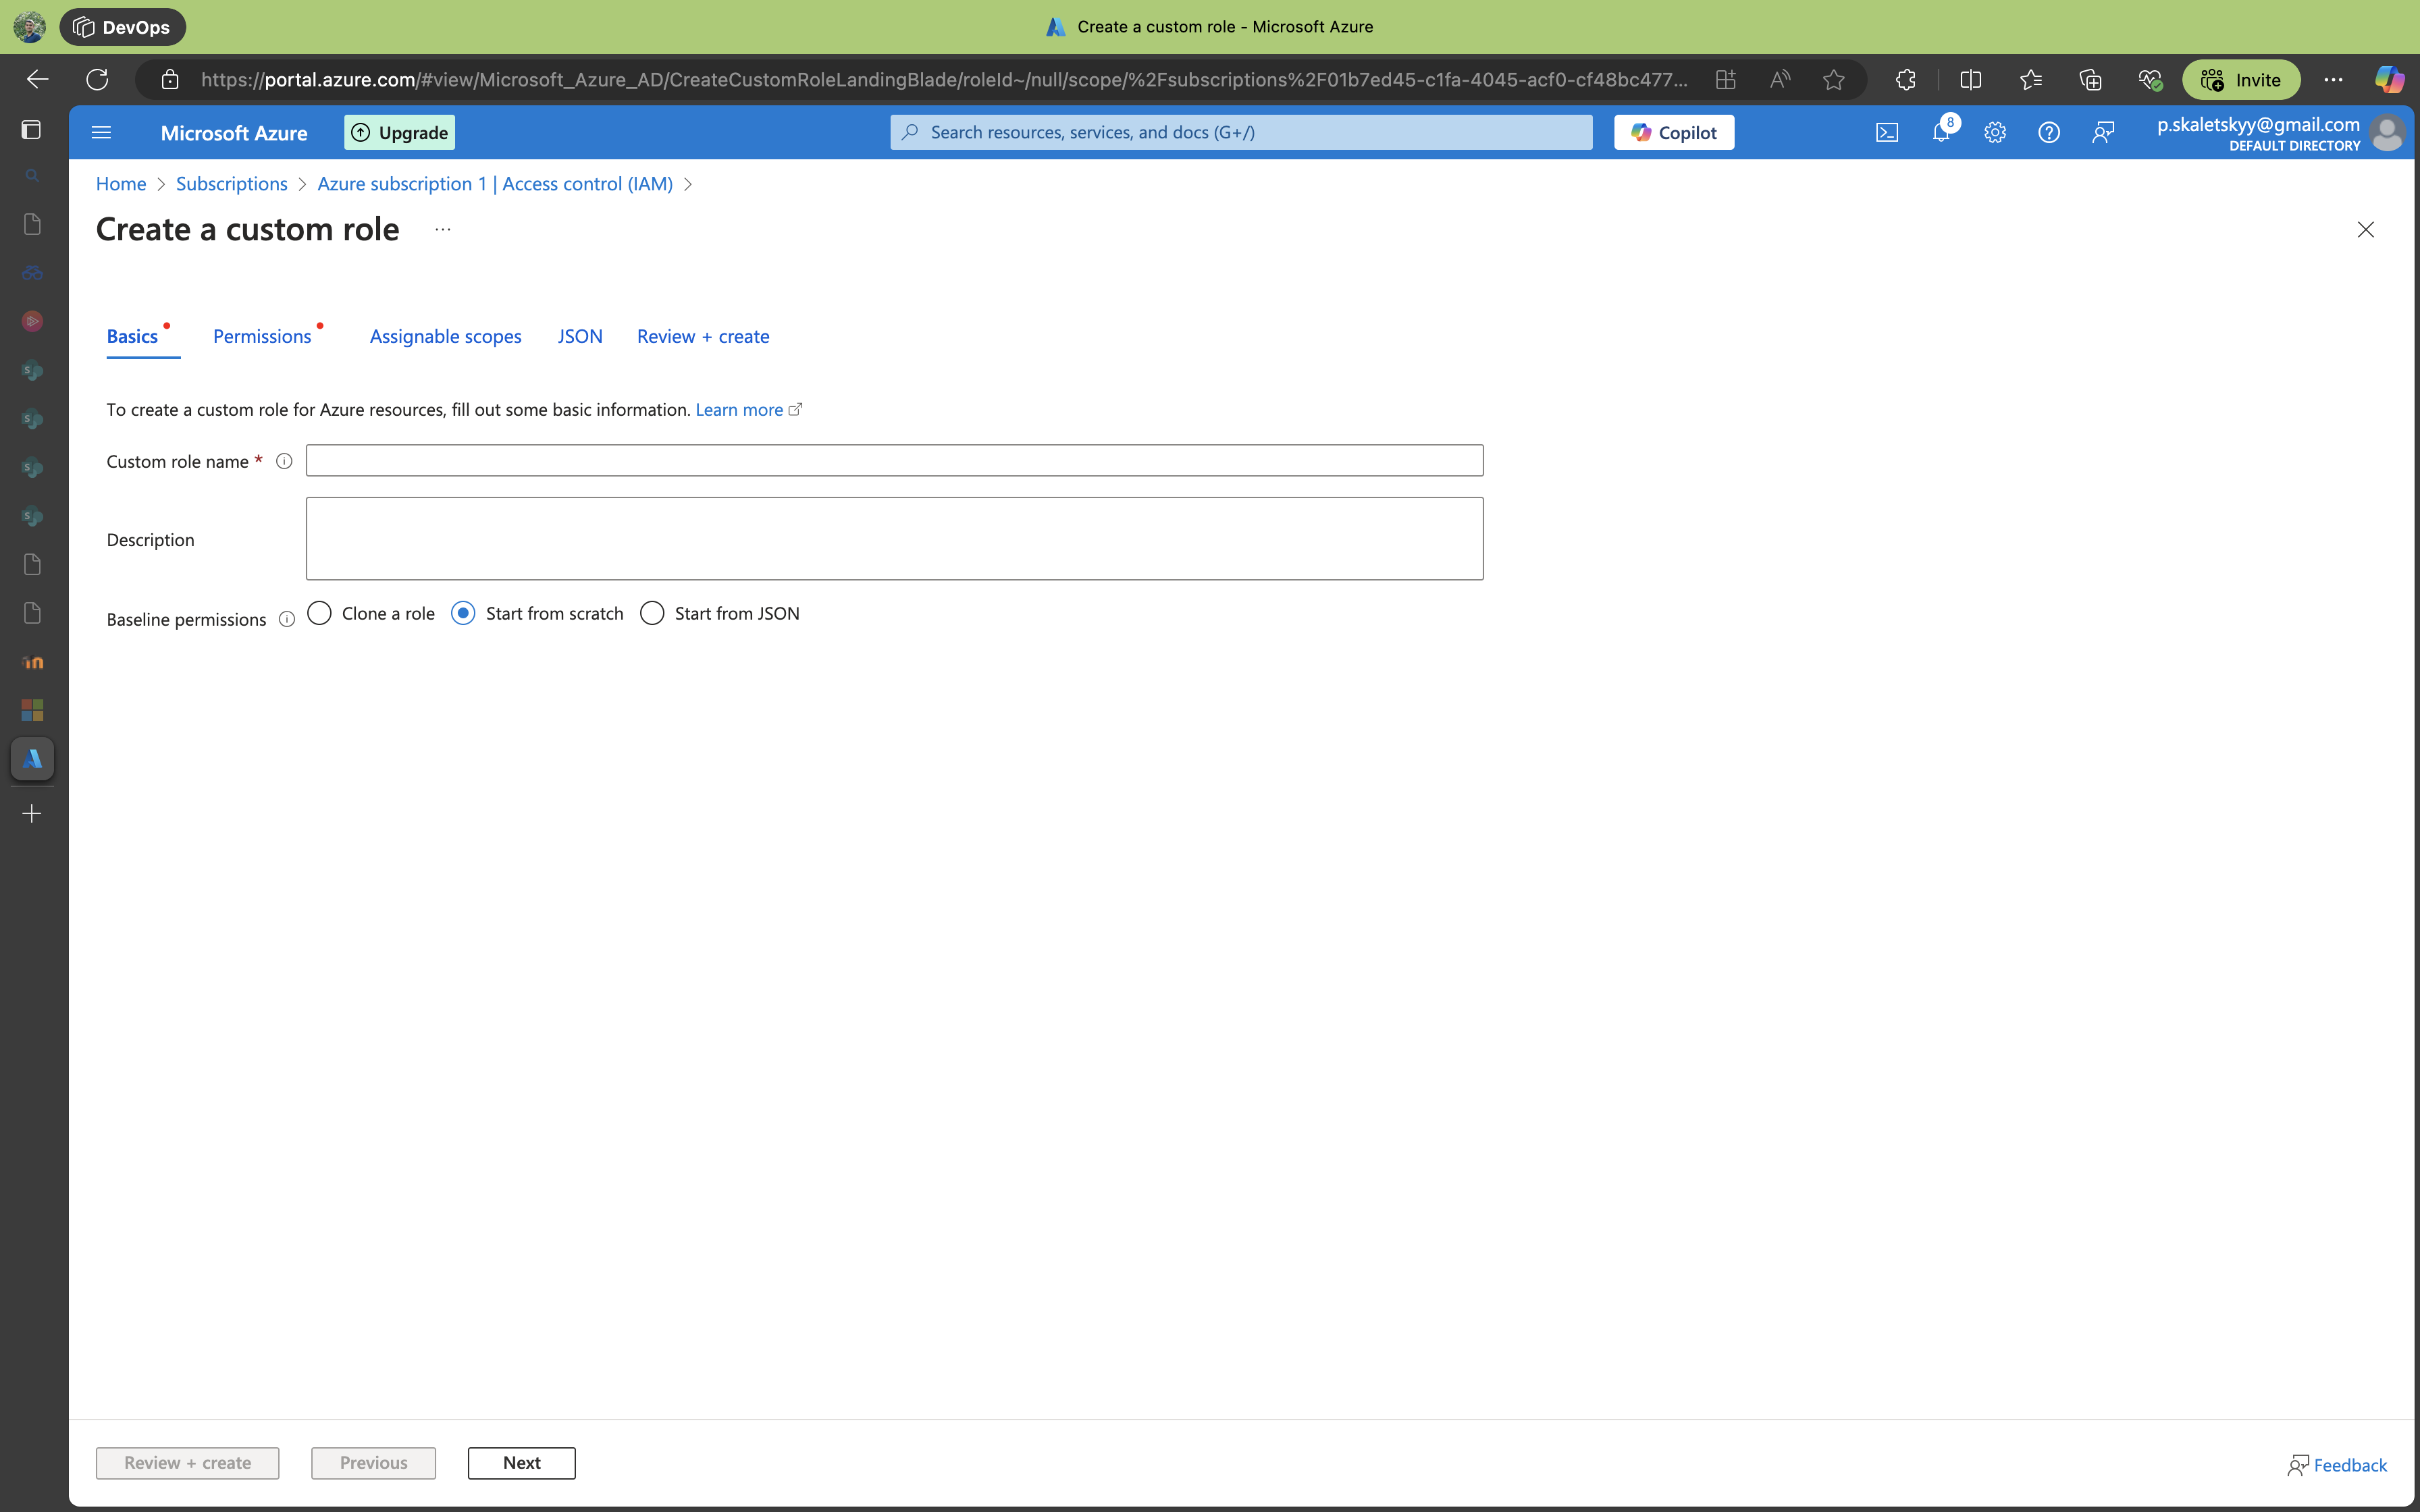 DevOps
Create a custom role - Microsoft Azure
https://portal.azure.com/#view/Microsoft_Azure_AD/CreateCustomRoleLandingBlade/roleId~/null/scope/%2Fsubscriptions%2F01b7ed45-c1fa-4045-acf0-cf48bc477...
Invite
Microsoft Azure
Upgrade
Search resources, services, and docs (G+/)
Copilot
8
p.skaletskyy@gmail.com
DEFAULT DIRECTORY
Home > Subscriptions > Azure subscription 1 | Access control (IAM) >
Create a custom role ...
Basics Permissions Assignable scopes JSON Review + create
To create a custom role for Azure resources, fill out some basic information. Learn more
Custom role name *
Description
Baseline permissions Clone a role Start from scratch Start from JSON
Review + create Previous Next
Feedback